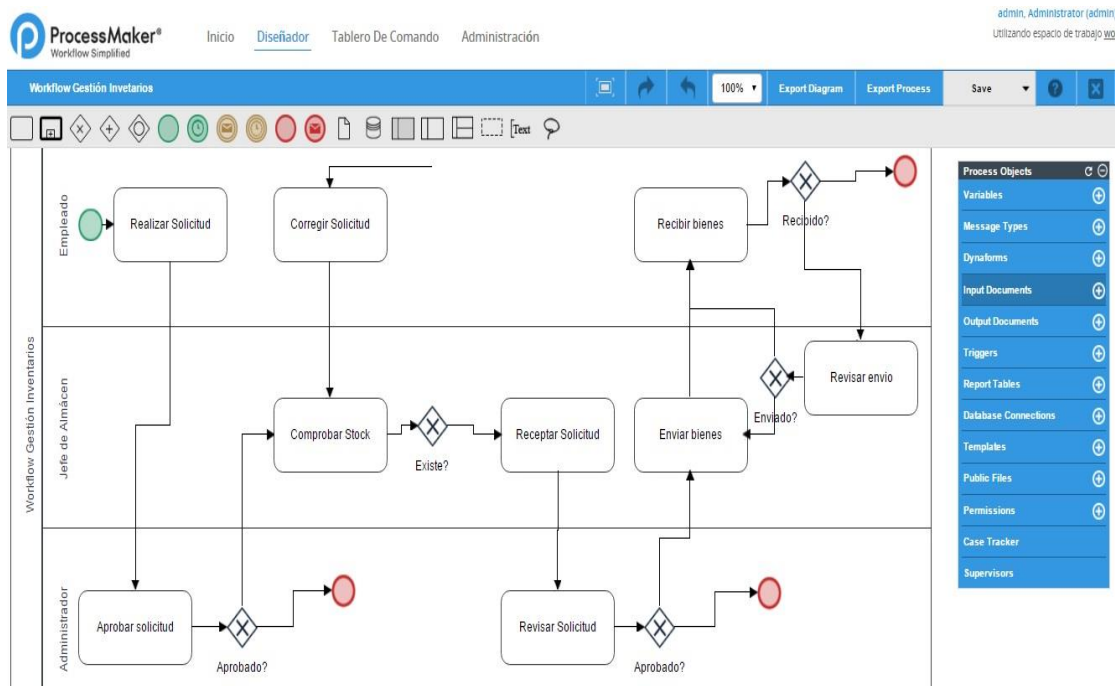 ProcessMaker®
Workflow Simplified
Inicio
Diseñador
Tablero De Comando
Administración
admin, Administrator (admin)
Utilizando espacio de trabajo wo
Workflow Gestión Invetarios
100%
Export Diagram
Export Process
Save
?
[Text
Workflow Gestión Inventarios
Empleado
Realizar Solicitud
Corregir Solicitud
Recibir bienes
Recibido?
Jefe de Almácen
Comprobar Stock
Existe?
Receptar Solicitud
Enviar bienes
Enviado?
Revisar envio
Administrador
Aprobar solicitud
Aprobado?
Revisar Solicitud
Aprobado?
Process Objects
Variables
Message Types
Dynaforms
Input Documents
Output Documents
Triggers
Report Tables
Database Connections
Templates
Public Files
Permissions
Case Tracker
Supervisors